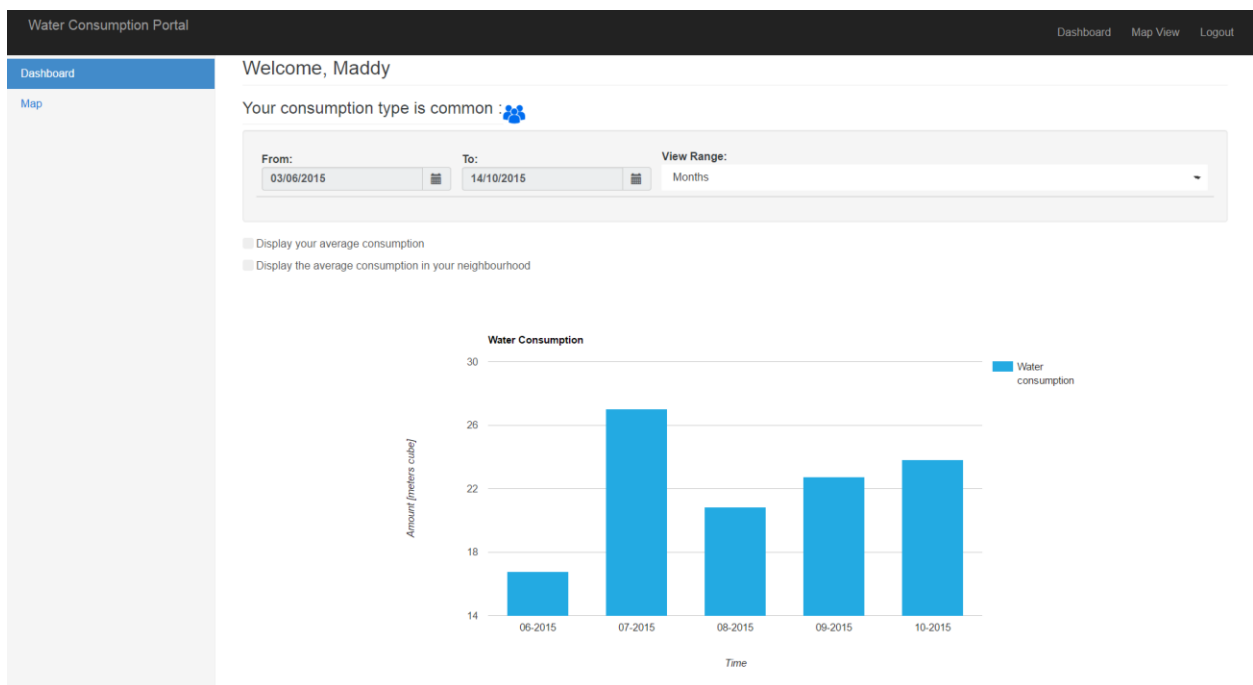 Water Consumption Portal
Dashboard Map View Logout
Dashboard
Map
Welcome, Maddy
Your consumption type is common :
From: To: View Range:
03/06/2015 14/10/2015 Months
Display your average consumption
Display the average consumption in your neighbourhood
Water Consumption
30
26
22
18
14
Amount [meters cube]
06-2015 07-2015 08-2015 09-2015 10-2015
Time
Water
consumption